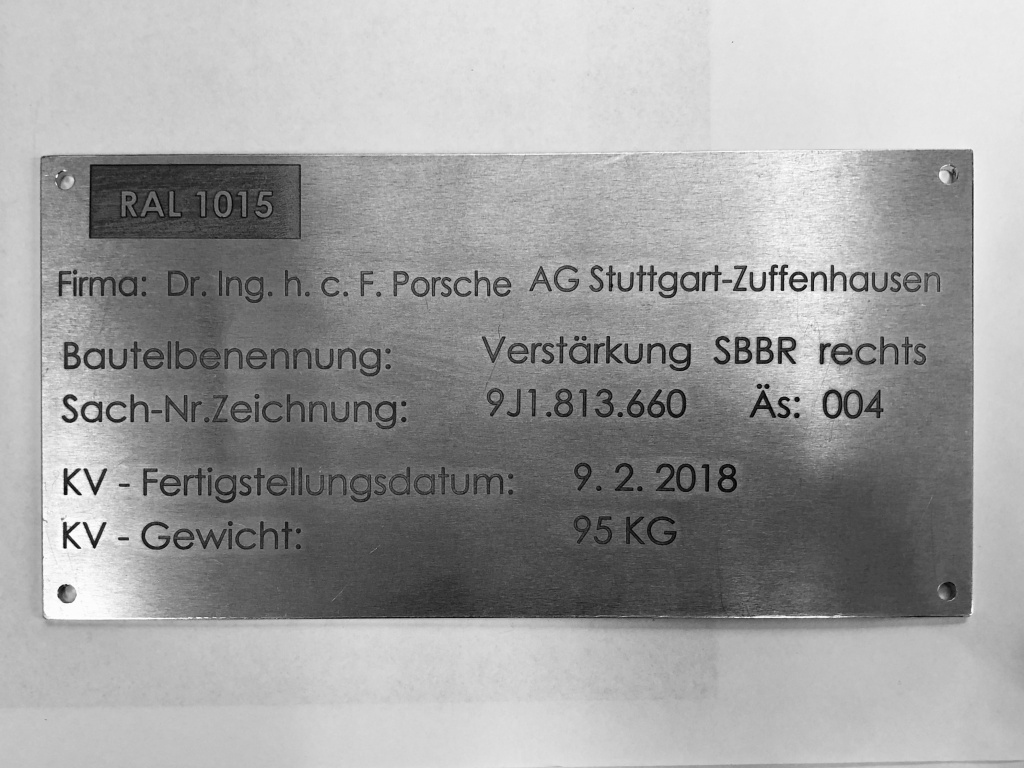 RAL 1015
Firma: Dr. Ing. h. c. F. Porsche AG Stuttgart-Zuffenhausen
Bautelbenennung: Verstärkung SBBR rechts
Sach-Nr.Zeichnung: 9J1.813.660 Äs: 004
KV - Fertigstellungsdatum: 9. 2. 2018
KV - Gewicht: 95 KG